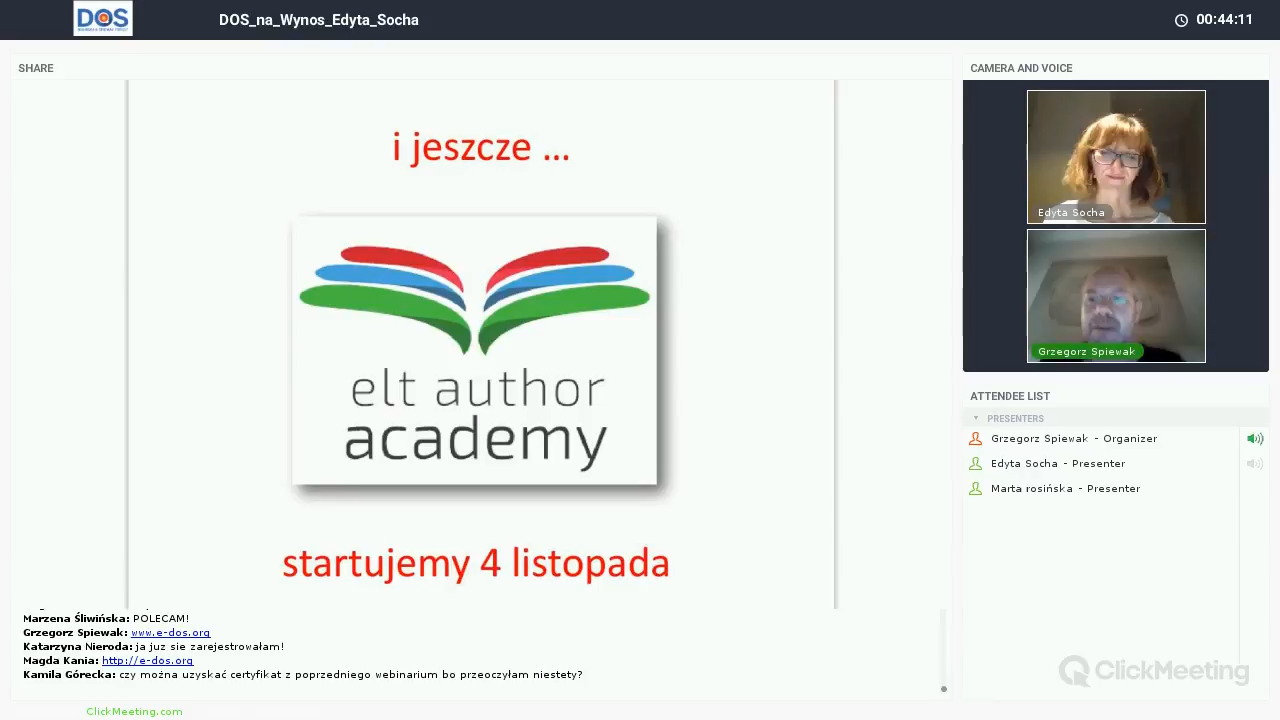 DOS
DOS_na_Wynos_Edyta_Socha
00:44:11
SHARE
i jeszcze ...
elt author
academy
startujemy 4 listopada
Marzena Śliwińska: POLECAM!
Grzegorz Spiewak: www.e-dos.org
Katarzyna Nieroda: ja juz sie zarejestrowałam!
Magda Kania: http://e-dos.org
Kamila Górecka: czy można uzyskać certyfikat z poprzedniego webinarium bo przeoczyłam niestety?
ClickMeeting.com
CAMERA AND VOICE
Edyta Socha
Grzegorz Spiewak
ATTENDEE LIST
PRESENTERS
Grzegorz Spiewak - Organizer
Edyta Socha - Presenter
Marta rosińska - Presenter
ClickMeeting